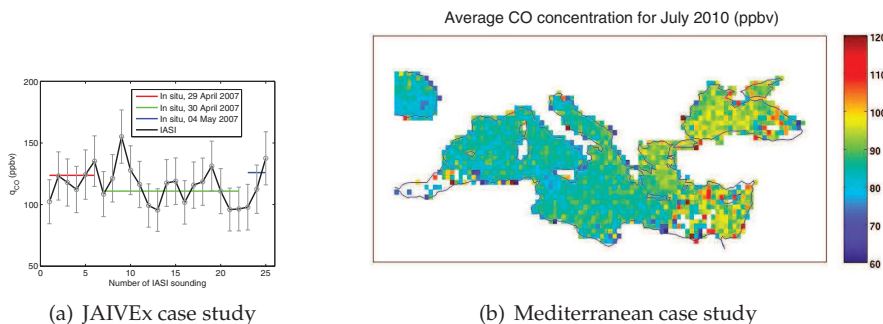 Average CO concentration for July 2010 (ppbv)
200
150
100
50
q_CO (ppbv)
In situ, 29 April 2007
In situ, 30 April 2007
In situ, 04 May 2007
IASI
0 5 10 15 20 25
Number of IASI sounding
120
110
100
90
80
70
60
(a) JAIVEx case study
(b) Mediterranean case study